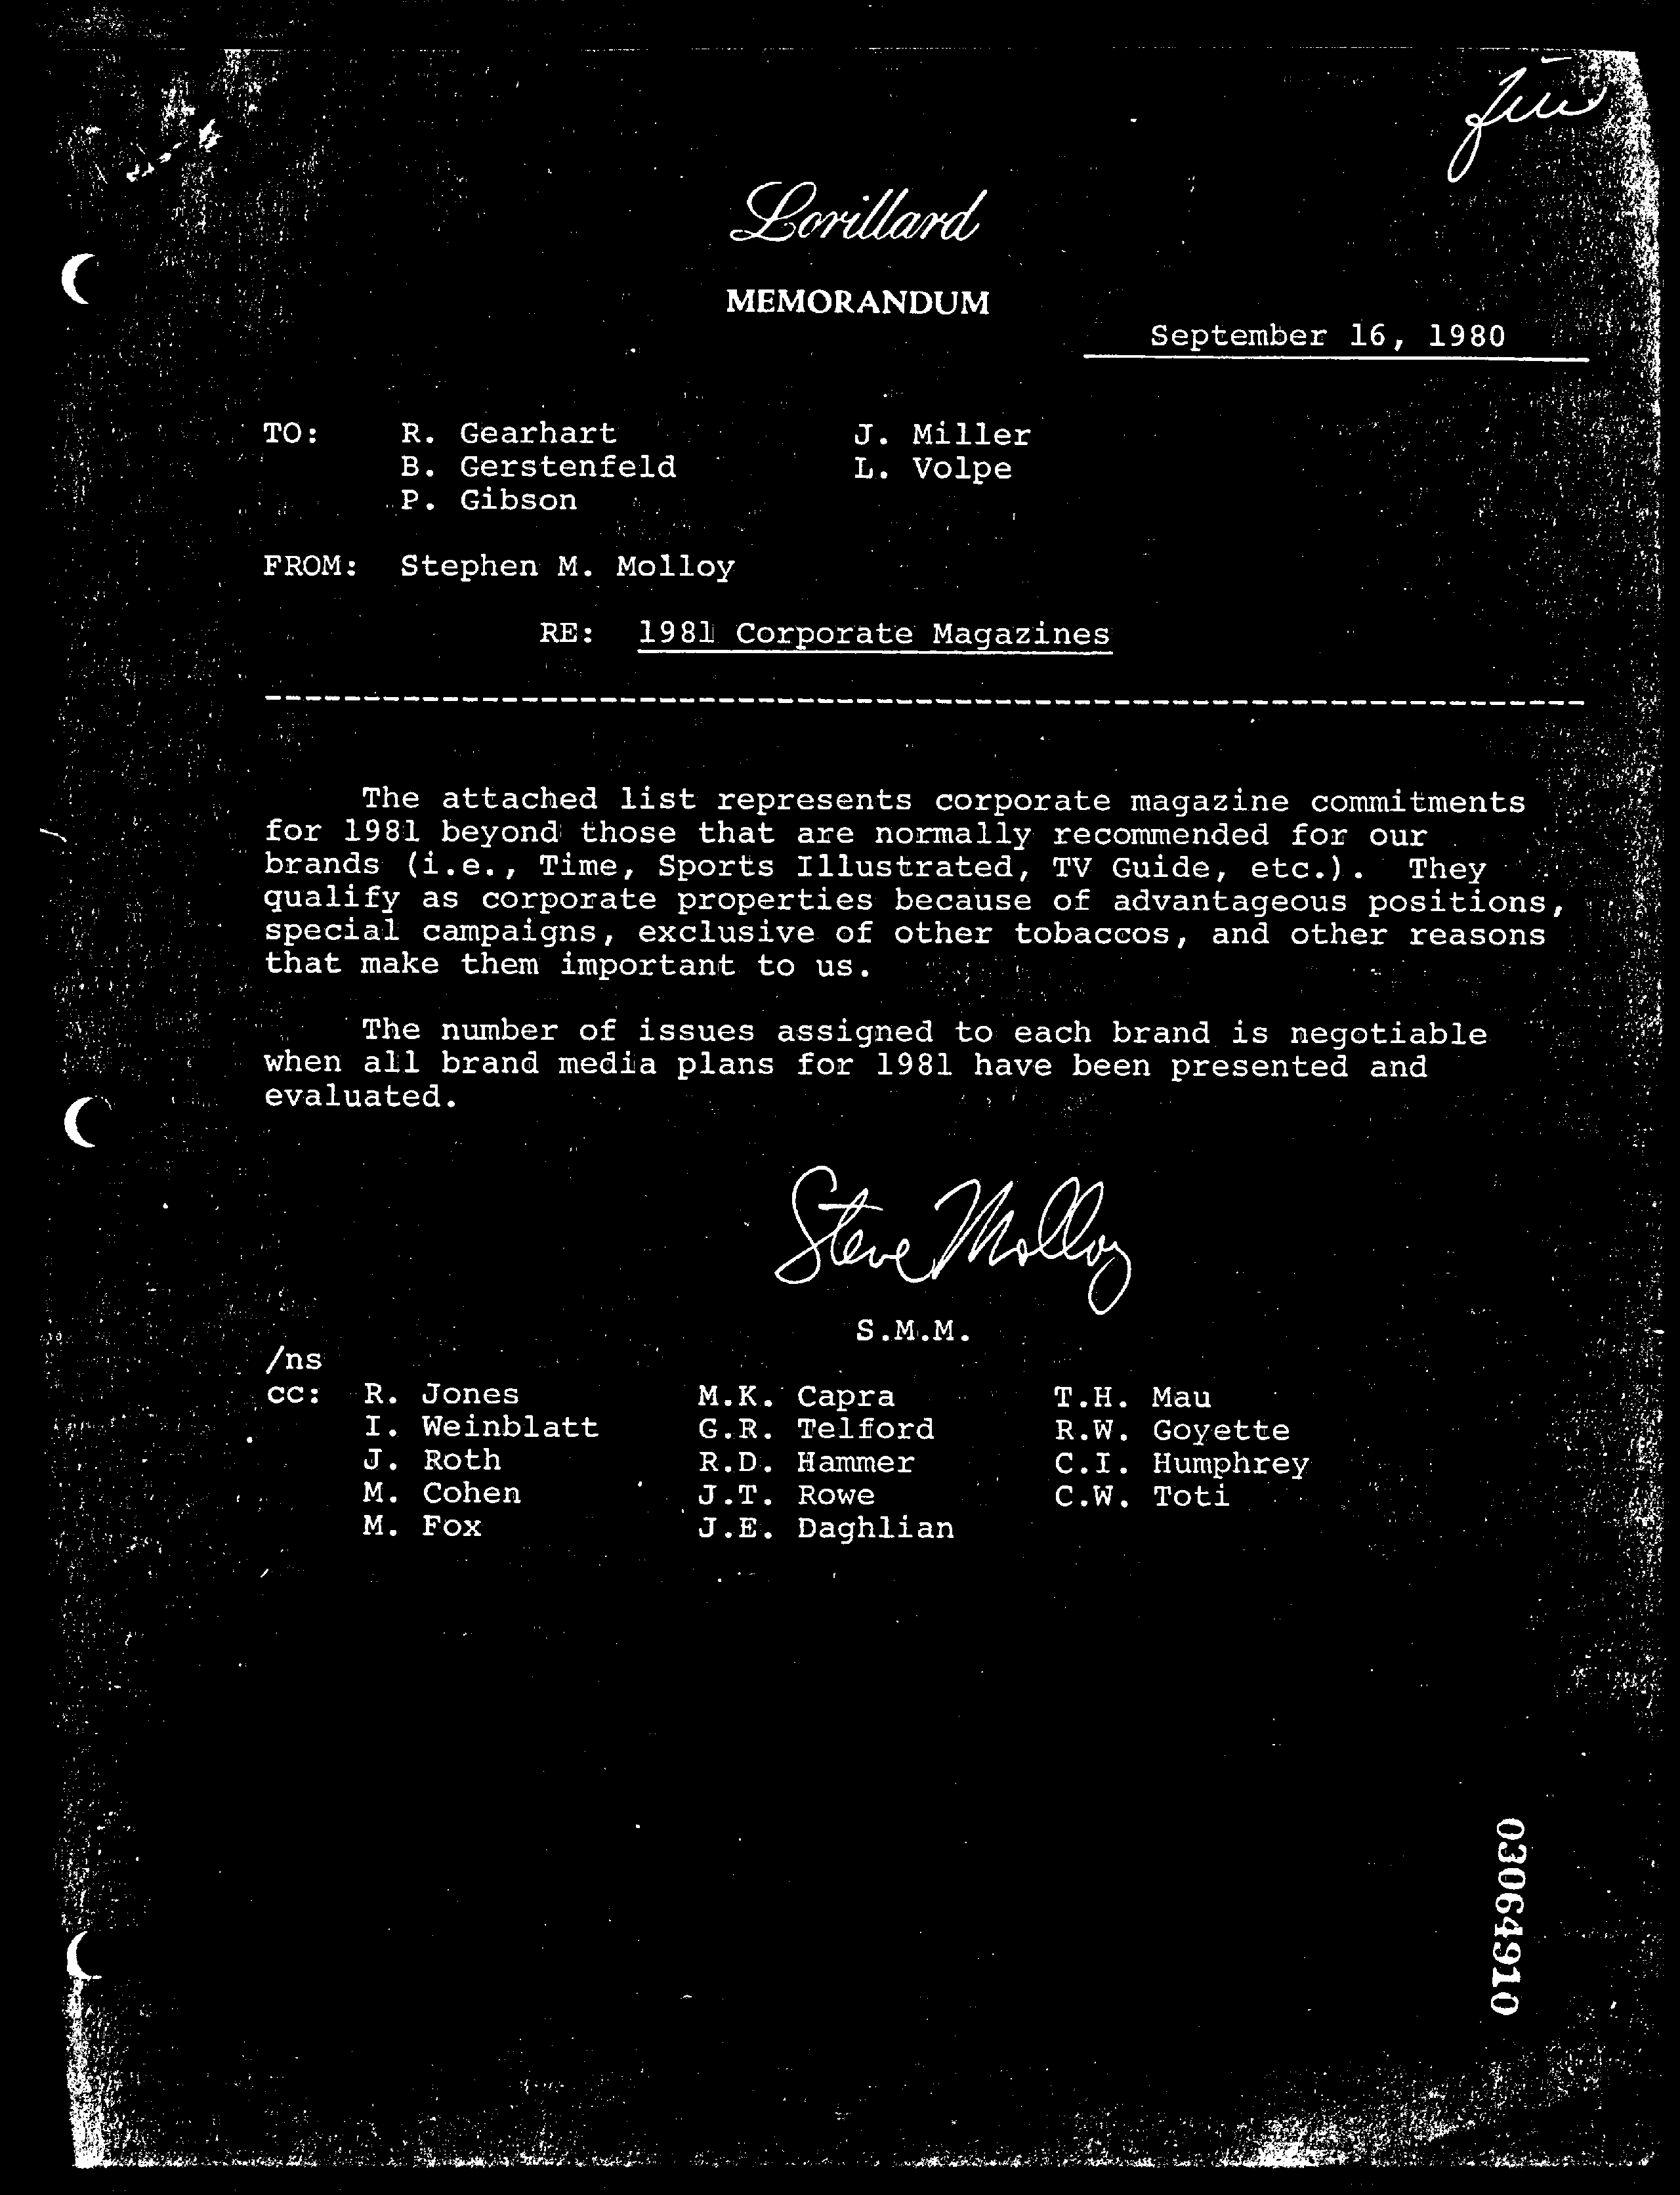 Lorillard
MEMORANDUM
September 16, 1980
TO: R. Gearhart J. Miller
B. Gerstenfeld L. Volpe
P. Gibson
FROM: Stephen M. Molloy
RE: 1981 Corporate Magazines
The attached list represents corporate magazine commitments
for 1981 beyond those that are normally recommended for our
brands (i.e., Time, Sports Illustrated, TV Guide, etc.). They
qualify as corporate properties because of advantageous positions,
special campaigns, exclusive of other tobaccos, and other reasons
that make them important to us.
The number of issues assigned to each brand is negotiable
when all brand media plans for 1981 have been presented and
evaluated.
Steve Molloy
S.M.M.
/ns
cc: R. Jones M.K. Capra T.H. Mau
I. Weinblatt G.R. Telford R.W. Goyette
J. Roth R.D. Hammer C.I. Humphrey
M. Cohen J.T. Rowe C.W. Toti
M. Fox J.E. Daghlian
03064910